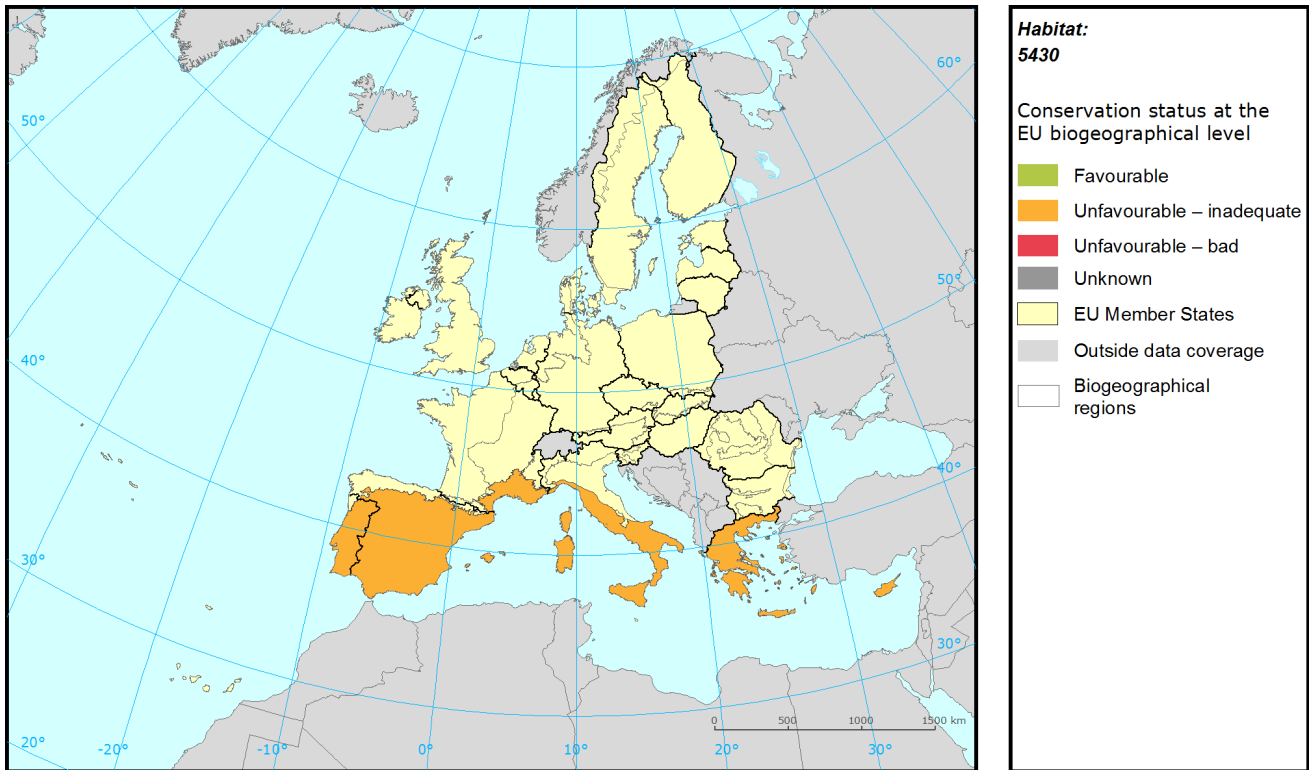 60°
50°
50°
40°
40°
30°
30°
20°
-20°
-10°
0°
10°
20°
30°
0
500
1000
1500 km
Habitat:
5430
Conservation status at the
EU biogeographical level
Favourable
Unfavourable – inadequate
Unfavourable – bad
Unknown
EU Member States
Outside data coverage
Biogeographical
regions